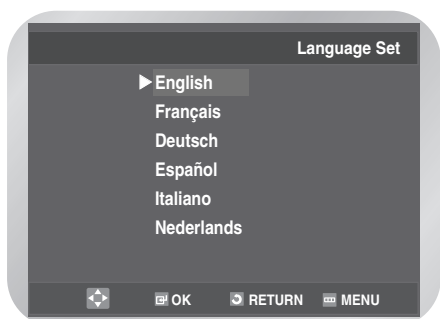 Language Set
English
Français
Deutsch
Español
Italiano
Nederlands
OK RETURN MENU